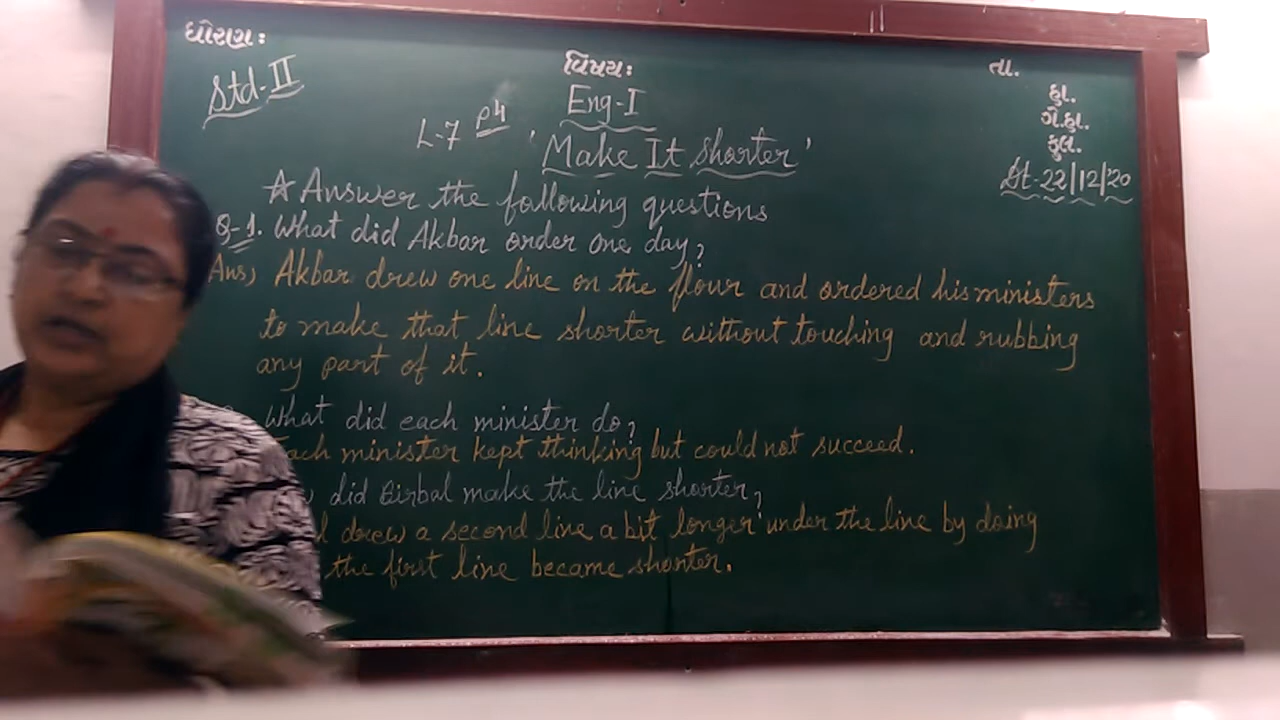 ધોરણઃ
વિષયઃ
તા.
Std-II
Eng-I
હા.
ગે.હા.
કુલ.
L-7 P4
'Make It Shorter'
Dt-22/12/'20
☆ Answer the following questions
Q-1. What did Akbar order one day?
Ans, Akbar drew one line on the flour and ordered his ministers
to make that line shorter without touching and rubbing
any part of it.
What did each minister do?
ach minister kept thinking but could not succeed.
did Birbal make the line shorter?
l drew a second line a bit longer under the line by doing
the first line became shorter.